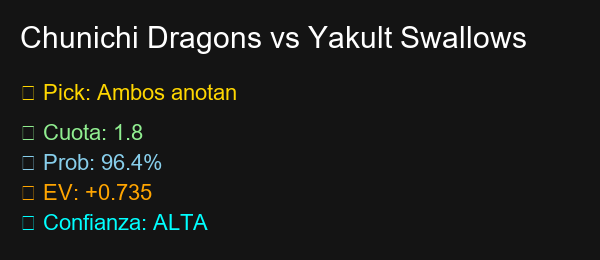 Chunichi Dragons vs Yakult Swallows
Pick: Ambos anotan
Cuota: 1.8
Prob: 96.4%
EV: +0.735
Confianza: ALTA